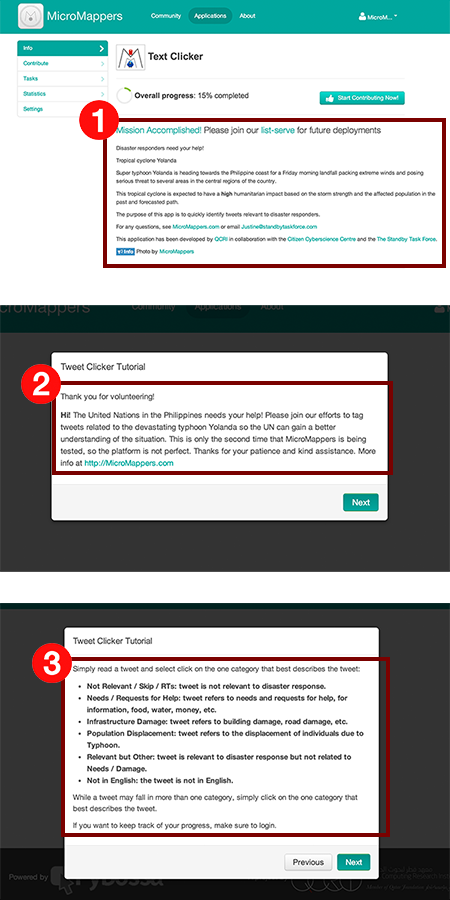 MicroMappers
Community Applications About
MicroM...
Info
Contribute
Tasks
Statistics
Settings
Text Clicker
Overall progress: 15% completed
Start Contributing Now!
1
Mission Accomplished! Please join our list-serve for future deployments
Disaster responders need your help!
Tropical cyclone Yolanda
Super typhoon Yolanda is heading towards the Philippine coast for a Friday morning landfall packing extreme winds and posing
serious threat to several areas in the central regions of the country.
This tropical cyclone is expected to have a high humanitarian impact based on the storm strength and the affected population in the
past and forecasted path.
The purpose of this app is to quickly identify tweets relevant to disaster responders.
For any questions, see MicroMappers.com or email Justine@standbytaskforce.com
This application has been developed by QCRI in collaboration with the Citizen Cyberscience Centre and the The Standby Task Force.
Info Photo by MicroMappers
icroMappers
Community Applications About
Tweet Clicker Tutorial
2
Thank you for volunteering!
Hi! The United Nations in the Philippines needs your help! Please join our efforts to tag
tweets related to the devastating typhoon Yolanda so the UN can gain a better
understanding of the situation. This is only the second time that MicroMappers is being
tested, so the platform is not perfect. Thanks for your patience and kind assistance. More
info at http://MicroMappers.com
Next
Tweet Clicker Tutorial
3
Simply read a tweet and select click on the one category that best describes the tweet:
• Not Relevant / Skip / RTs: tweet is not relevant to disaster response.
• Needs / Requests for Help: tweet refers to needs and requests for help, for
information, food, water, money, etc.
• Infrastructure Damage: tweet refers to building damage, road damage, etc.
• Population Displacement: tweet refers to the displacement of individuals due to
Typhoon.
• Relevant but Other: tweet is relevant to disaster response but not related to
Needs / Damage.
• Not in English: the tweet is not in English.
While a tweet may fall in more than one category, simply click on the one category that
best describes the tweet.
If you want to keep track of your progress, make sure to login.
Previous Next
Powered by